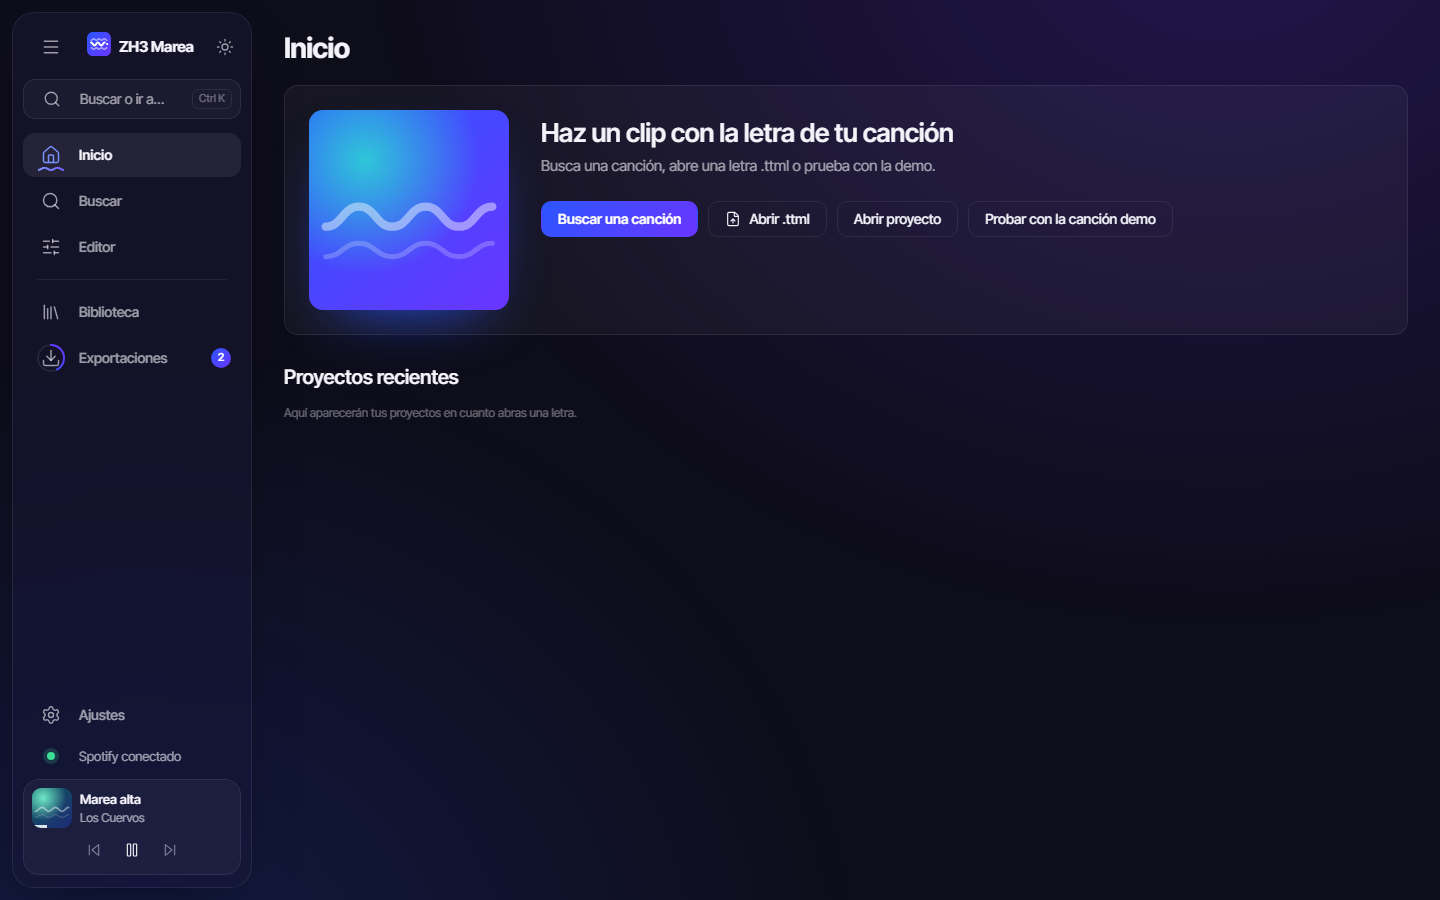 ZH3 Marea
Buscar o ir a...
Ctrl K
Inicio
Buscar
Editor
Biblioteca
Exportaciones
2
Ajustes
Spotify conectado
Marea alta
Los Cuervos
Inicio
Haz un clip con la letra de tu canción
Busca una canción, abre una letra .ttml o prueba con la demo.
Buscar una canción
Abrir .ttml
Abrir proyecto
Probar con la canción demo
Proyectos recientes
Aquí aparecerán tus proyectos en cuanto abras una letra.